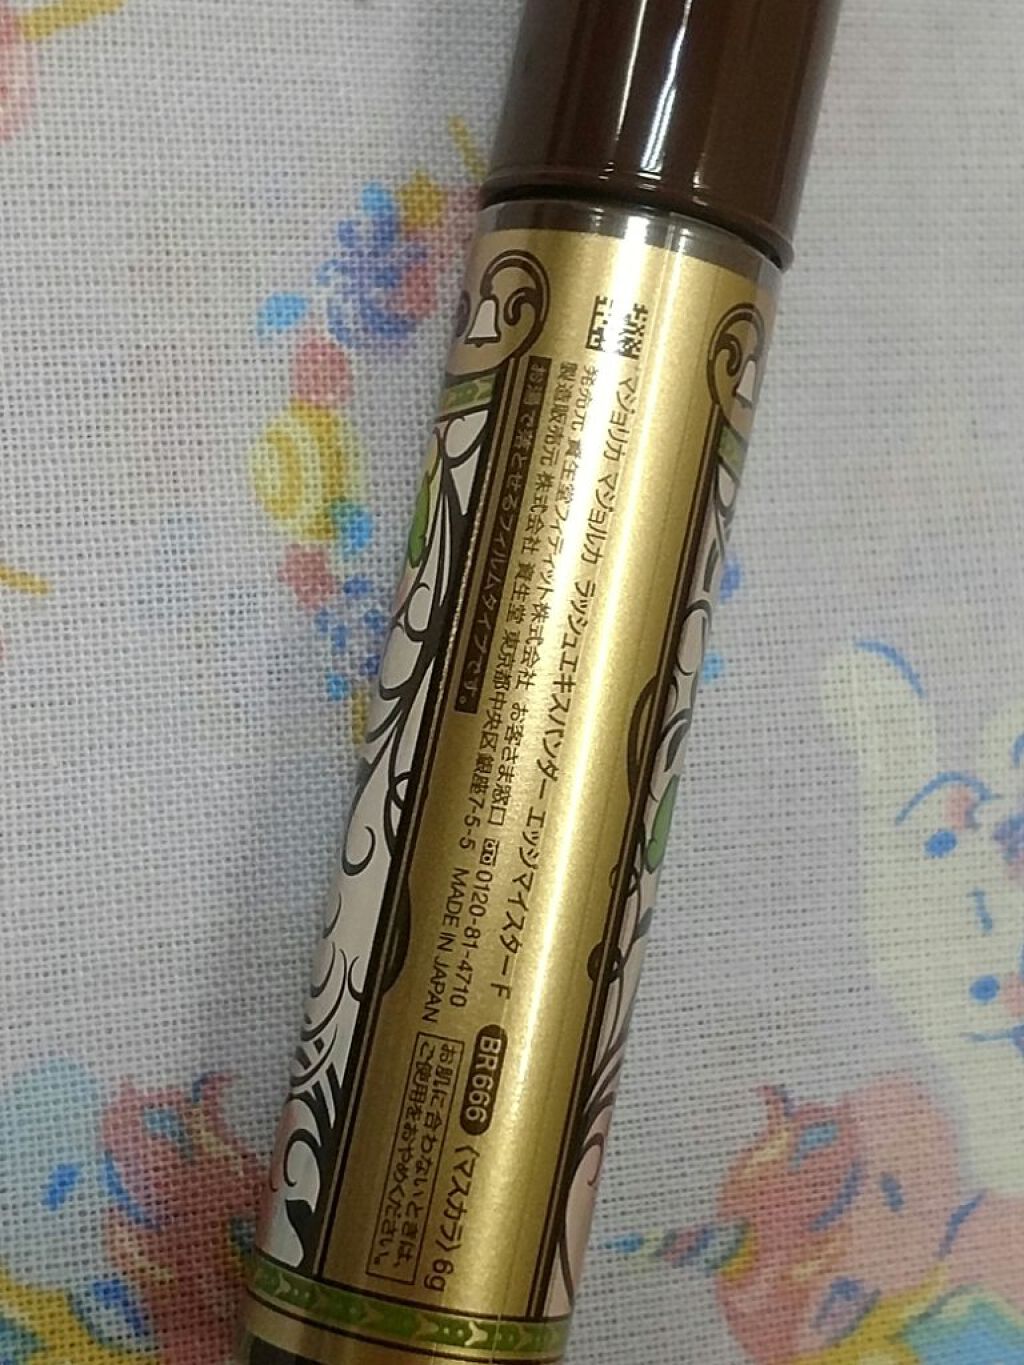 マジョリカ マジョルカ ラッシュエキスパンダー エッジマイスターF
BR666 〈マスカラ〉6g
発売元 資生堂フィティット株式会社 お客さま窓口 0120-81-4710
製造販売元 株式会社 資生堂 東京都中央区銀座7-5-5 MADE IN JAPAN
お湯で落とせるフィルムタイプです。
お肌に合わないときは、
ご使用をおやめください。